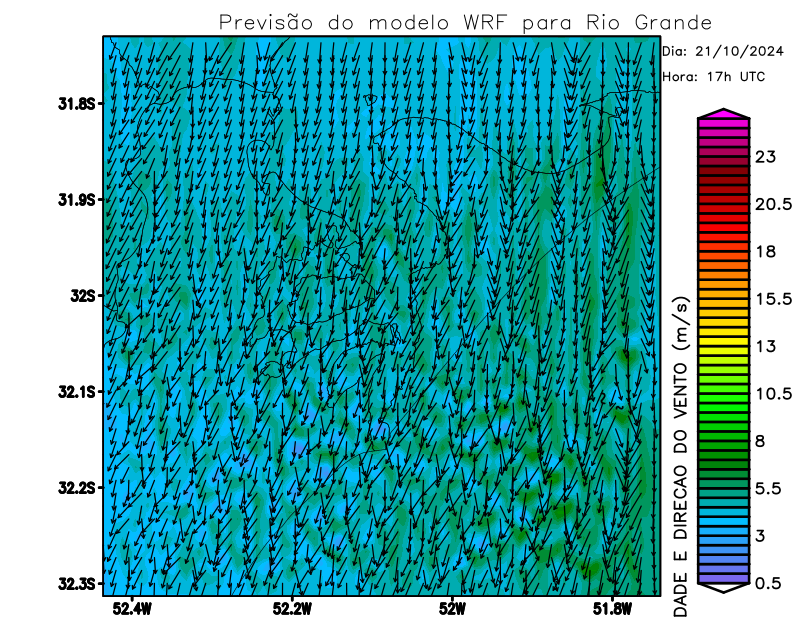 Previsão do modelo WRF para Rio Grande
Dia: 21/10/2024
Hora: 17h UTC
31.8S
31.9S
32S
32.1S
32.2S
32.3S
52.4W
52.2W
52W
51.8W
23
20.5
18
15.5
13
10.5
8
5.5
3
0.5
DADE E DIRECAO DO VENTO (m/s)